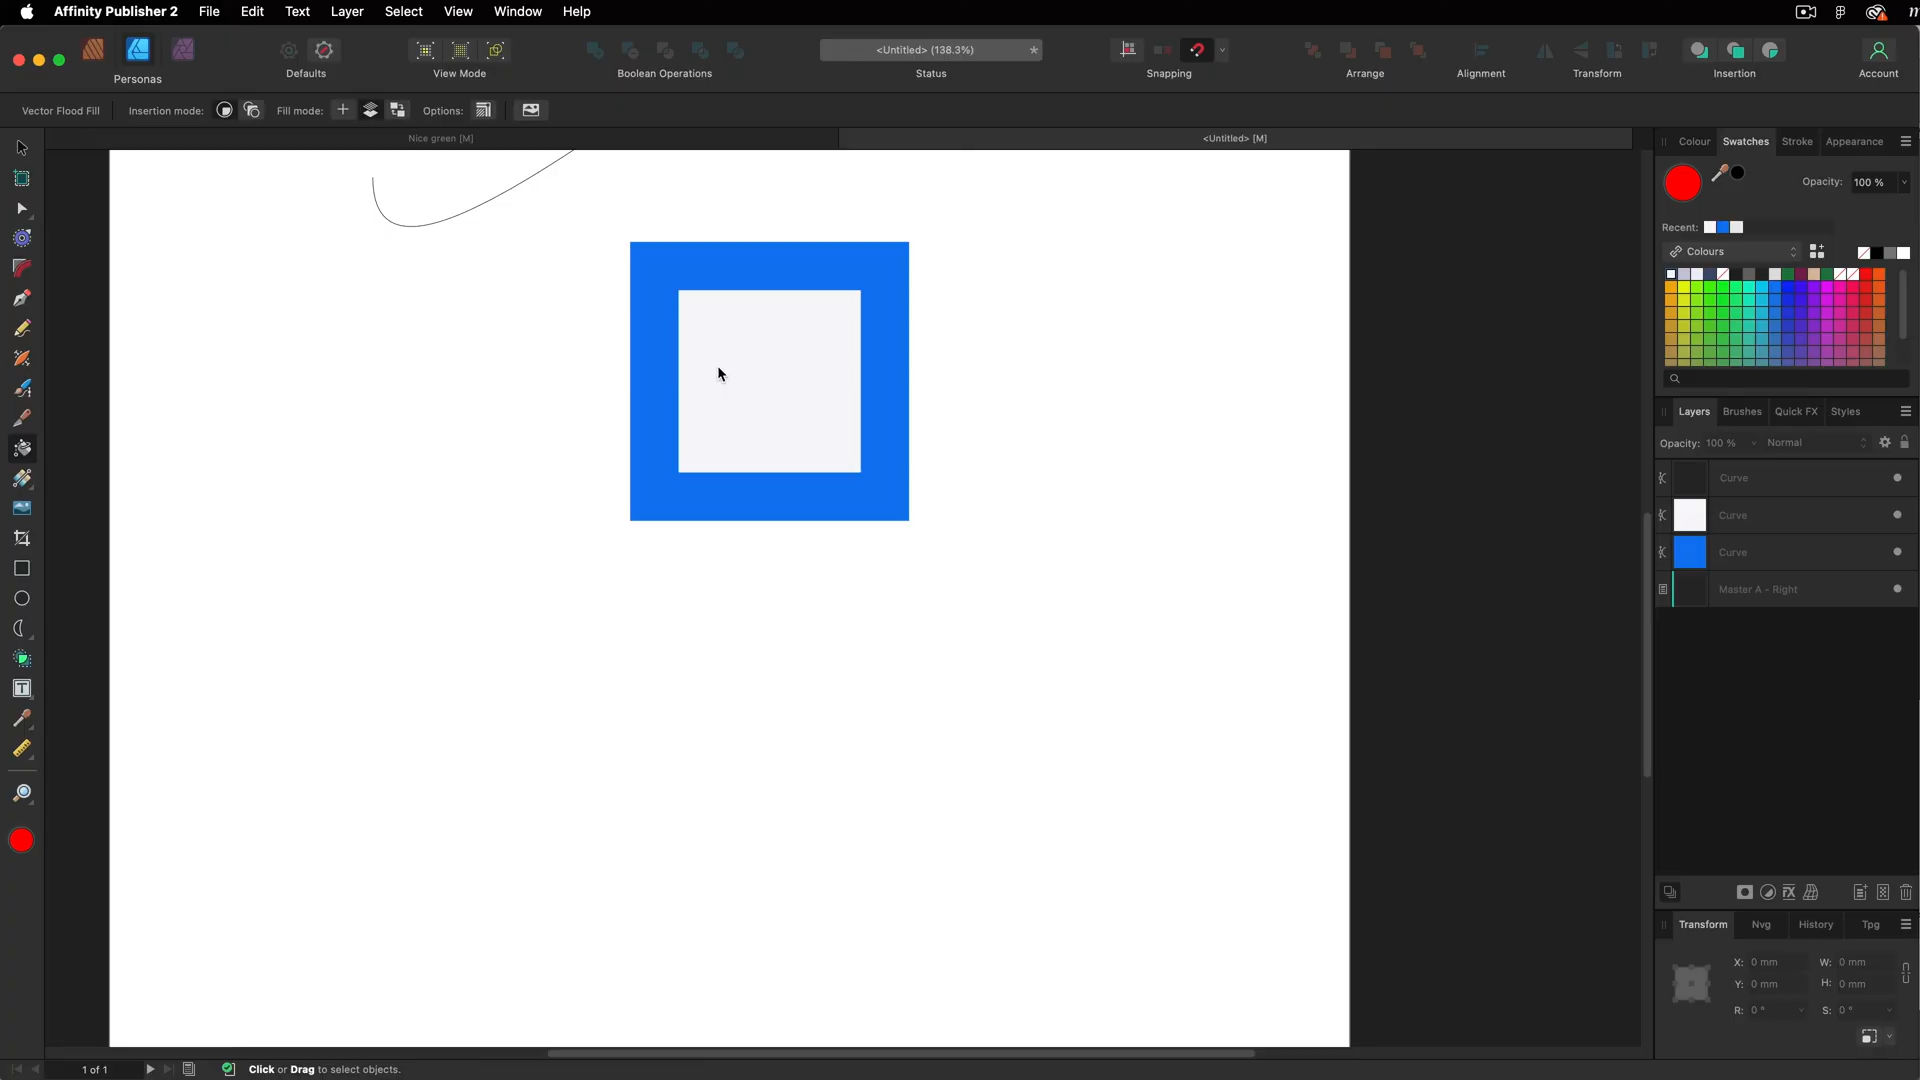 Affinity Publisher 2 File Edit Text Layer Select View Window Help
<Untitled> (138.3%) *
Personas Defaults View Mode Boolean Operations Status Snapping Arrange Alignment Transform Insertion Account
Vector Flood Fill Insertion mode: Fill mode: Options:
Nice green [M] <Untitled> [M]
Colour Swatches Stroke Appearance
Opacity: 100 %
Recent:
Colours
Layers Brushes Quick FX Styles
Opacity: 100 % Normal
Curve
Curve
Curve
Master A - Right
Transform Nvg History Tpg
X: 0 mm W: 0 mm
Y: 0 mm H: 0 mm
R: 0 ° S: 0 °
1 of 1 Click or Drag to select objects.